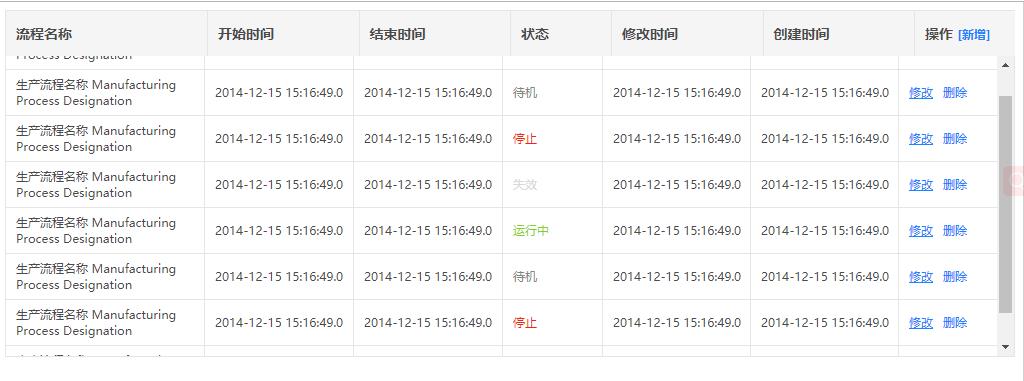 流程名称 开始时间 结束时间 状态 修改时间 创建时间 操作 [新增]
Process Designation
生产流程名称 Manufacturing
Process Designation
2014-12-15 15:16:49.0 2014-12-15 15:16:49.0 待机 2014-12-15 15:16:49.0 2014-12-15 15:16:49.0 修改 删除
生产流程名称 Manufacturing
Process Designation
2014-12-15 15:16:49.0 2014-12-15 15:16:49.0 停止 2014-12-15 15:16:49.0 2014-12-15 15:16:49.0 修改 删除
生产流程名称 Manufacturing
Process Designation
2014-12-15 15:16:49.0 2014-12-15 15:16:49.0 失效 2014-12-15 15:16:49.0 2014-12-15 15:16:49.0 修改 删除
生产流程名称 Manufacturing
Process Designation
2014-12-15 15:16:49.0 2014-12-15 15:16:49.0 运行中 2014-12-15 15:16:49.0 2014-12-15 15:16:49.0 修改 删除
生产流程名称 Manufacturing
Process Designation
2014-12-15 15:16:49.0 2014-12-15 15:16:49.0 待机 2014-12-15 15:16:49.0 2014-12-15 15:16:49.0 修改 删除
生产流程名称 Manufacturing
Process Designation
2014-12-15 15:16:49.0 2014-12-15 15:16:49.0 停止 2014-12-15 15:16:49.0 2014-12-15 15:16:49.0 修改 删除